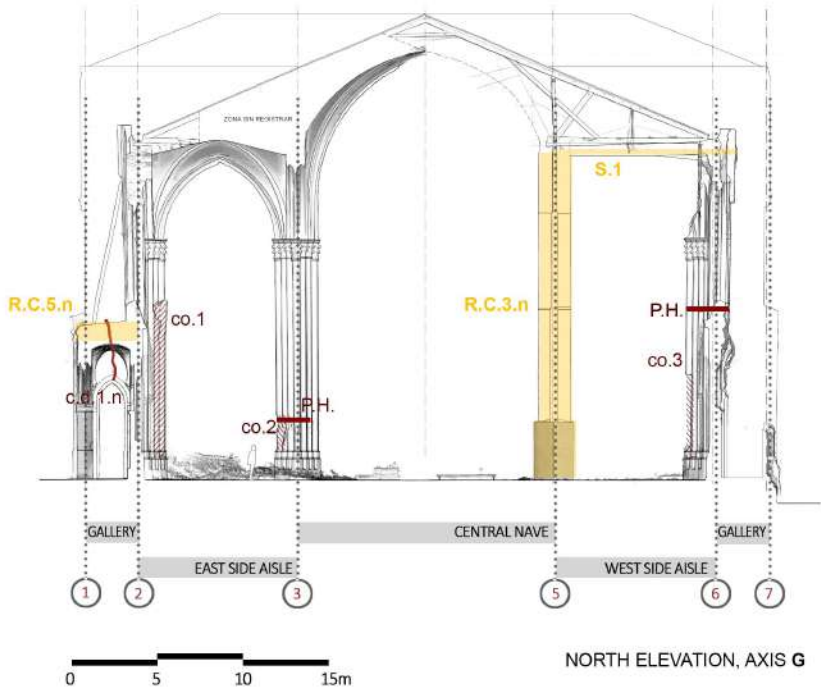 ZONA SIN REGISTRAR
S.1
R.C.5.n
R.C.3.n
P.H.
co.1
co.3
c.d.1.n
P.H.
co.2
GALLERY
CENTRAL NAVE
GALLERY
EAST SIDE AISLE
WEST SIDE AISLE
1
2
3
5
6
7
0
5
10
15m
NORTH ELEVATION, AXIS G